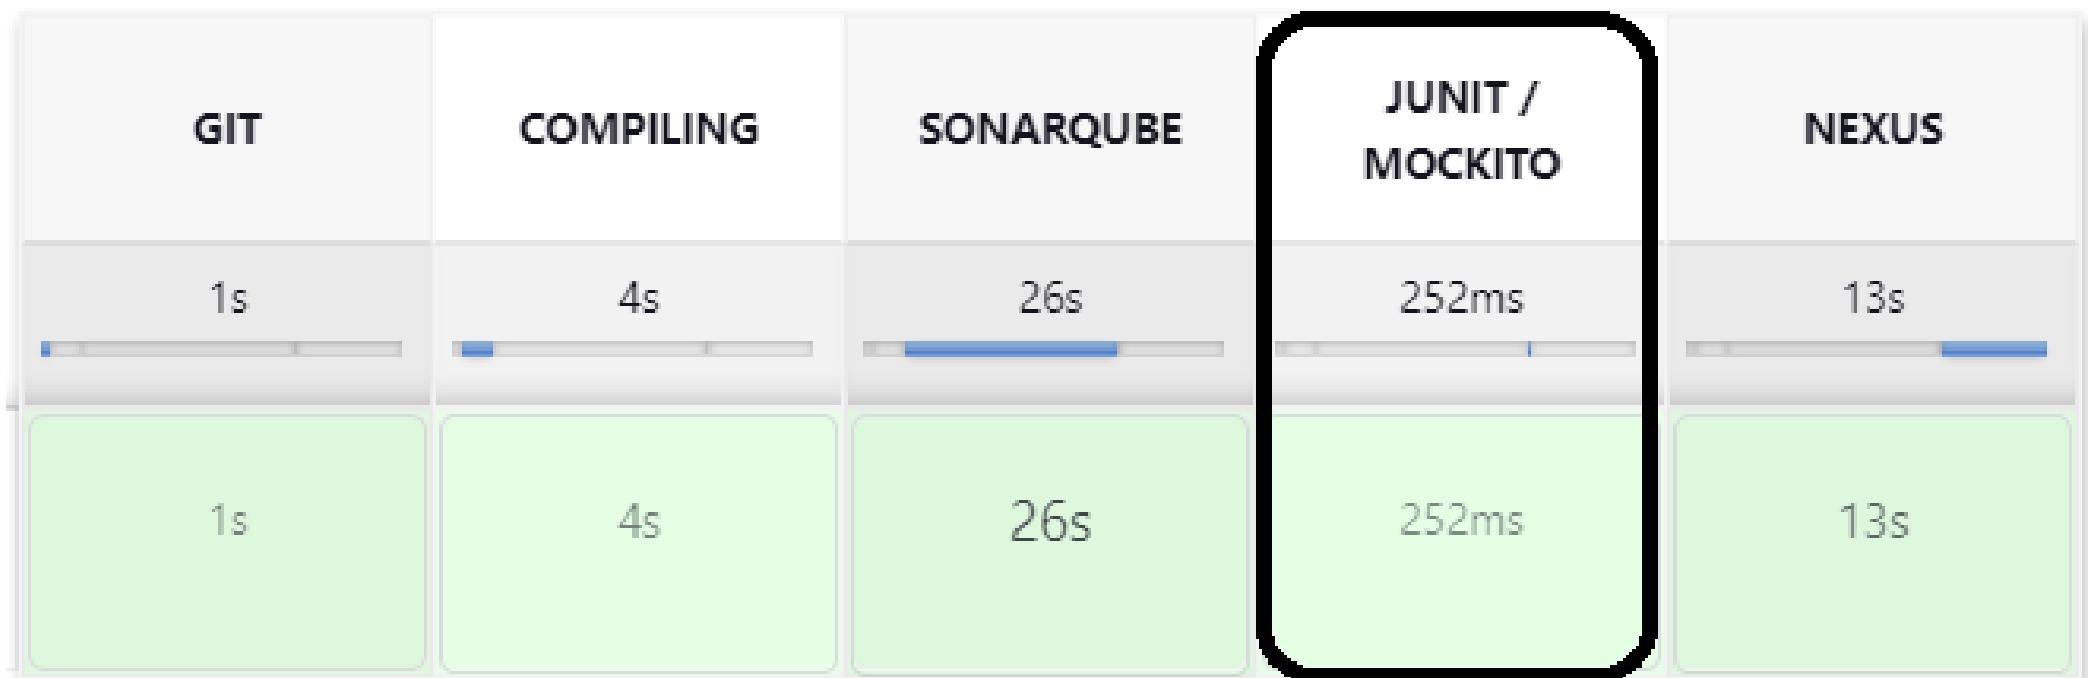 GIT
COMPILING
SONARQUBE
JUNIT /
MOCKITO
NEXUS
1s
4s
26s
252ms
13s
1s
4s
26s
252ms
13s